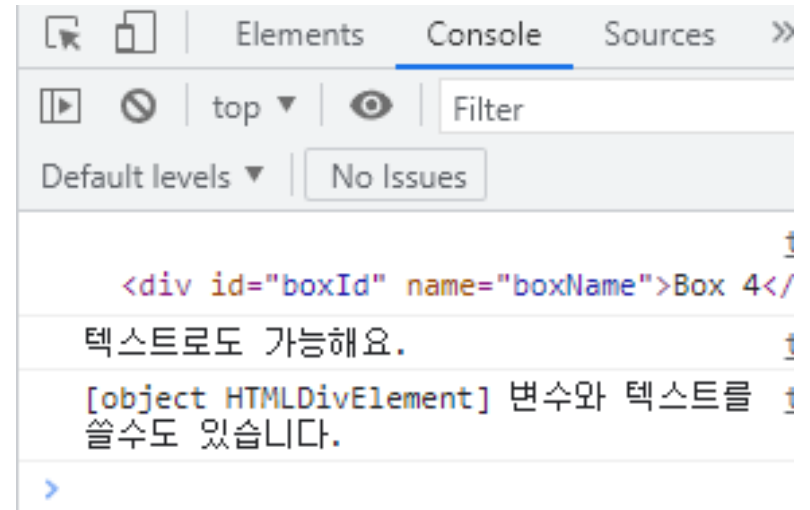 Elements Console Sources
top Filter
Default levels No Issues
<div id="boxId" name="boxName">Box 4</
텍스트로도 가능해요.
[object HTMLDivElement] 변수와 텍스트를
쓸수도 있습니다.